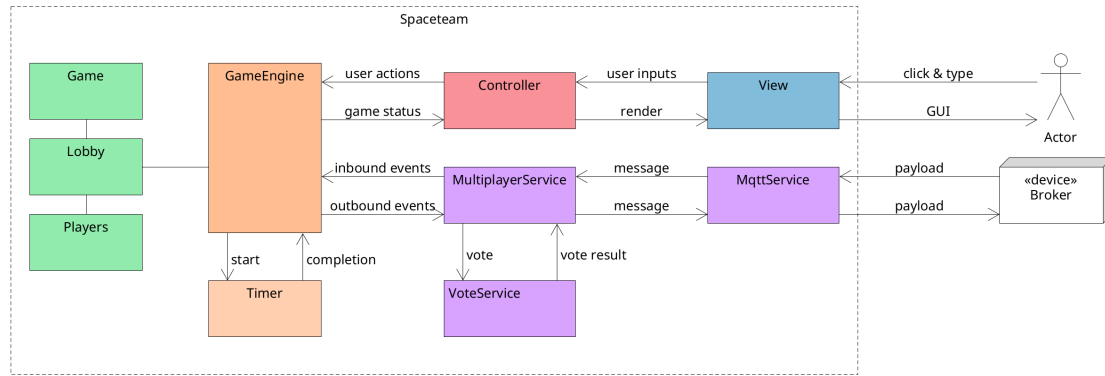 Spaceteam
Game
GameEngine
user actions
Controller
user inputs
View
click & type
game status
render
GUI
Actor
Lobby
inbound events
MultiplayerService
message
MqttService
payload
«device»
Broker
outbound events
message
payload
Players
start
completion
vote
vote result
Timer
VoteService